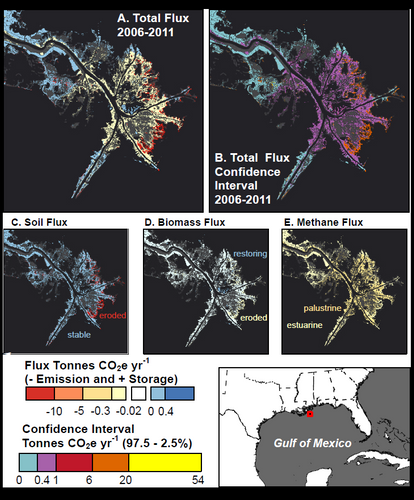 A. Total Flux
2006-2011
B. Total Flux
Confidence
Interval
2006-2011
C. Soil Flux
D. Biomass Flux
E. Methane Flux
eroded
stable
restoring
eroded
palustrine
estuarine
Flux Tonnes CO2e yr-1
(- Emission and + Storage)
-10 -5 -0.3 -0.02 0 0.4
Confidence Interval
Tonnes CO2e yr-1 (97.5 - 2.5%)
0 0.4 1 6 20 54
Gulf of Mexico